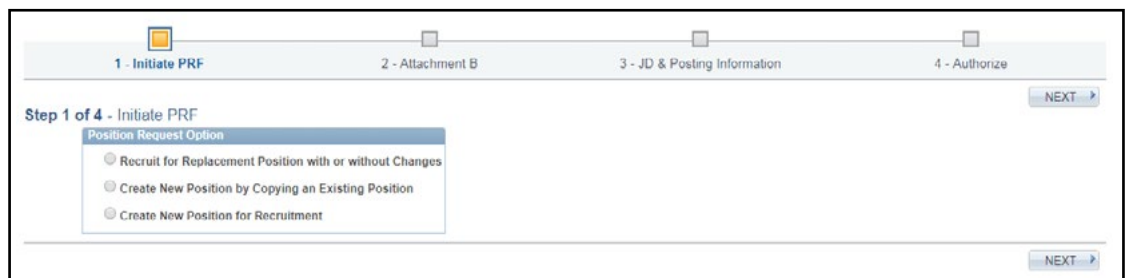 1 - Initiate PRF
2 - Attachment B
3 - JD & Posting Information
4 - Authorize
NEXT
Step 1 of 4 - Initiate PRF
Position Request Option
Recruit for Replacement Position with or without Changes
Create New Position by Copying an Existing Position
Create New Position for Recruitment
NEXT